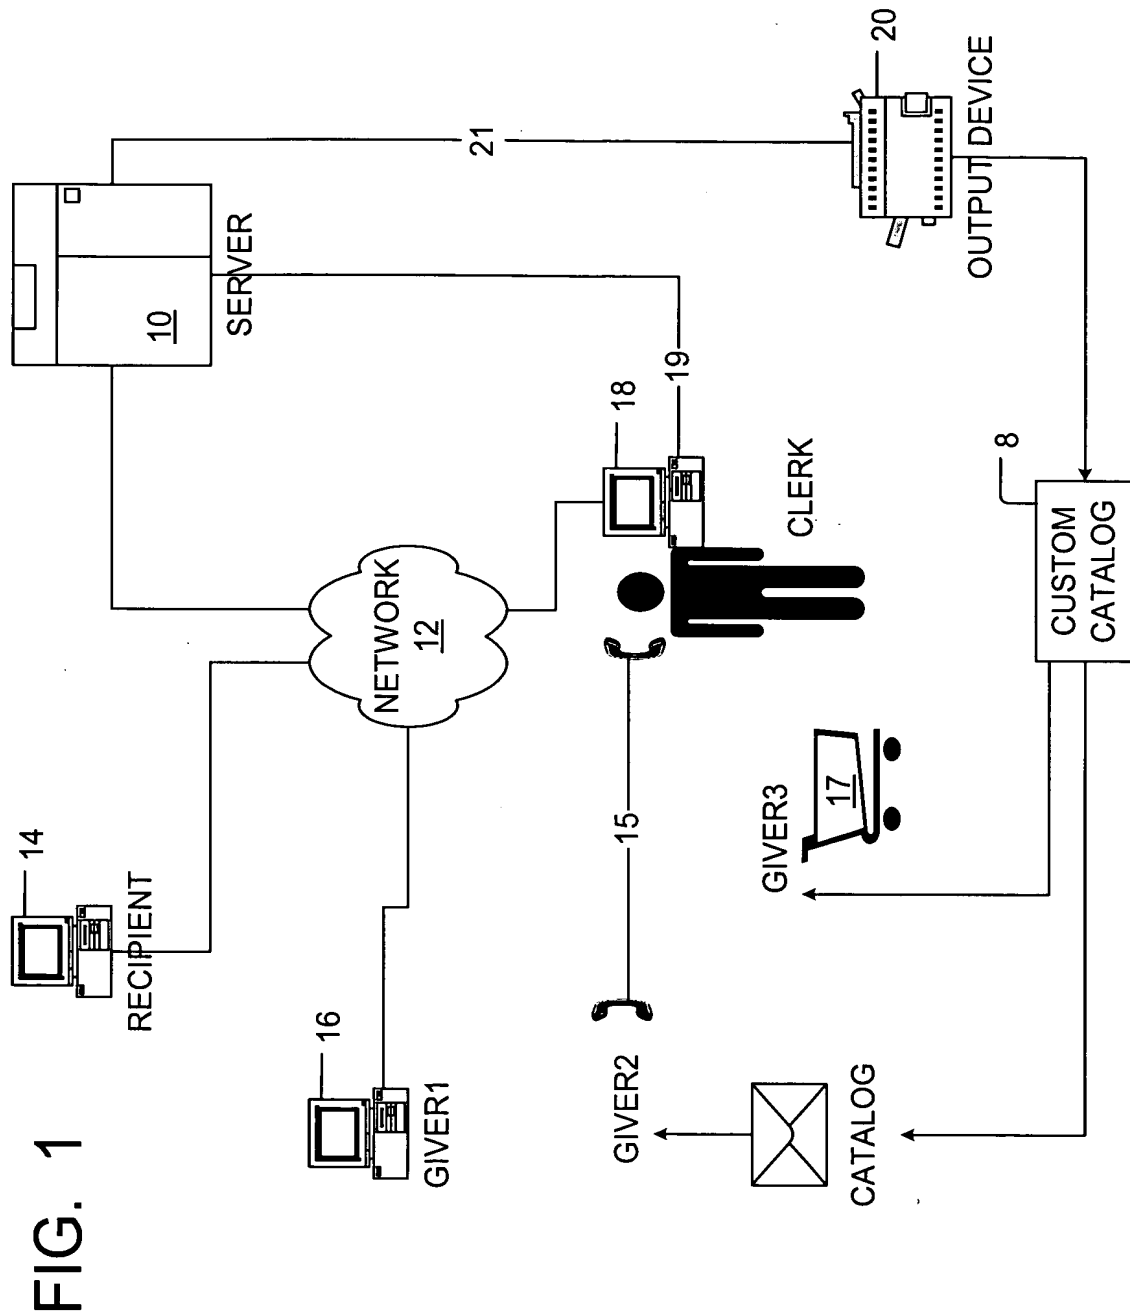 FIG. 1
14
RECIPIENT
16
GIVER1
10
SERVER
NETWORK
12
18
19
21
15
GIVER2
CLERK
GIVER3
17
20
OUTPUT DEVICE
8
CUSTOM
CATALOG
CATALOG